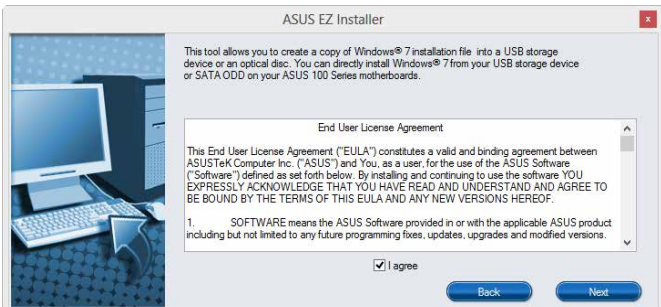 ASUS EZ Installer
x
This tool allows you to create a copy of Windows® 7 installation file into a USB storage
device or an optical disc. You can directly install Windows® 7 from your USB storage device
or SATA ODD on your ASUS 100 Series motherboards.
End User License Agreement
This End User License Agreement ("EULA") constitutes a valid and binding agreement between
ASUSTeK Computer Inc. ("ASUS") and You, as a user, for the use of the ASUS Software
("Software") defined as set forth below. By installing and continuing to use the software YOU
EXPRESSLY ACKNOWLEDGE THAT YOU HAVE READ AND UNDERSTAND AND AGREE TO
BE BOUND BY THE TERMS OF THIS EULA AND ANY NEW VERSIONS HEREOF.
1. SOFTWARE means the ASUS Software provided in or with the applicable ASUS product
including but not limited to any future programming fixes, updates, upgrades and modified versions.
I agree
Back Next